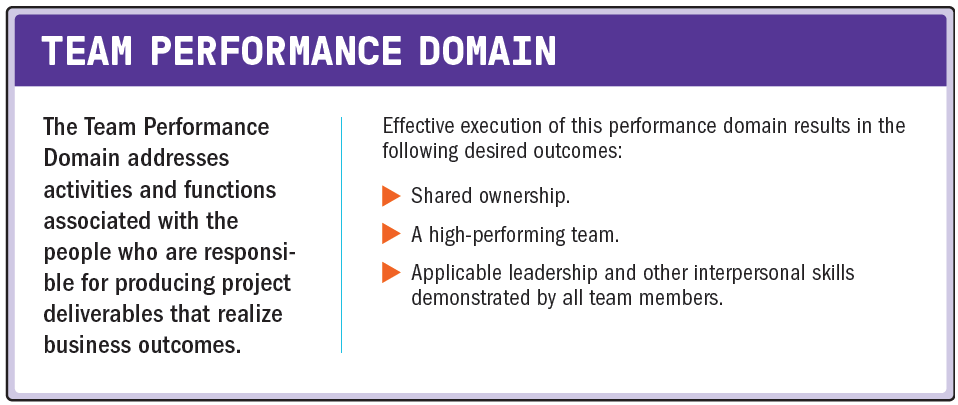 TEAM PERFORMANCE DOMAIN
The Team Performance
Domain addresses
activities and functions
associated with the
people who are responsi-
ble for producing project
deliverables that realize
business outcomes.
Effective execution of this performance domain results in the
following desired outcomes:
Shared ownership.
A high-performing team.
Applicable leadership and other interpersonal skills
demonstrated by all team members.